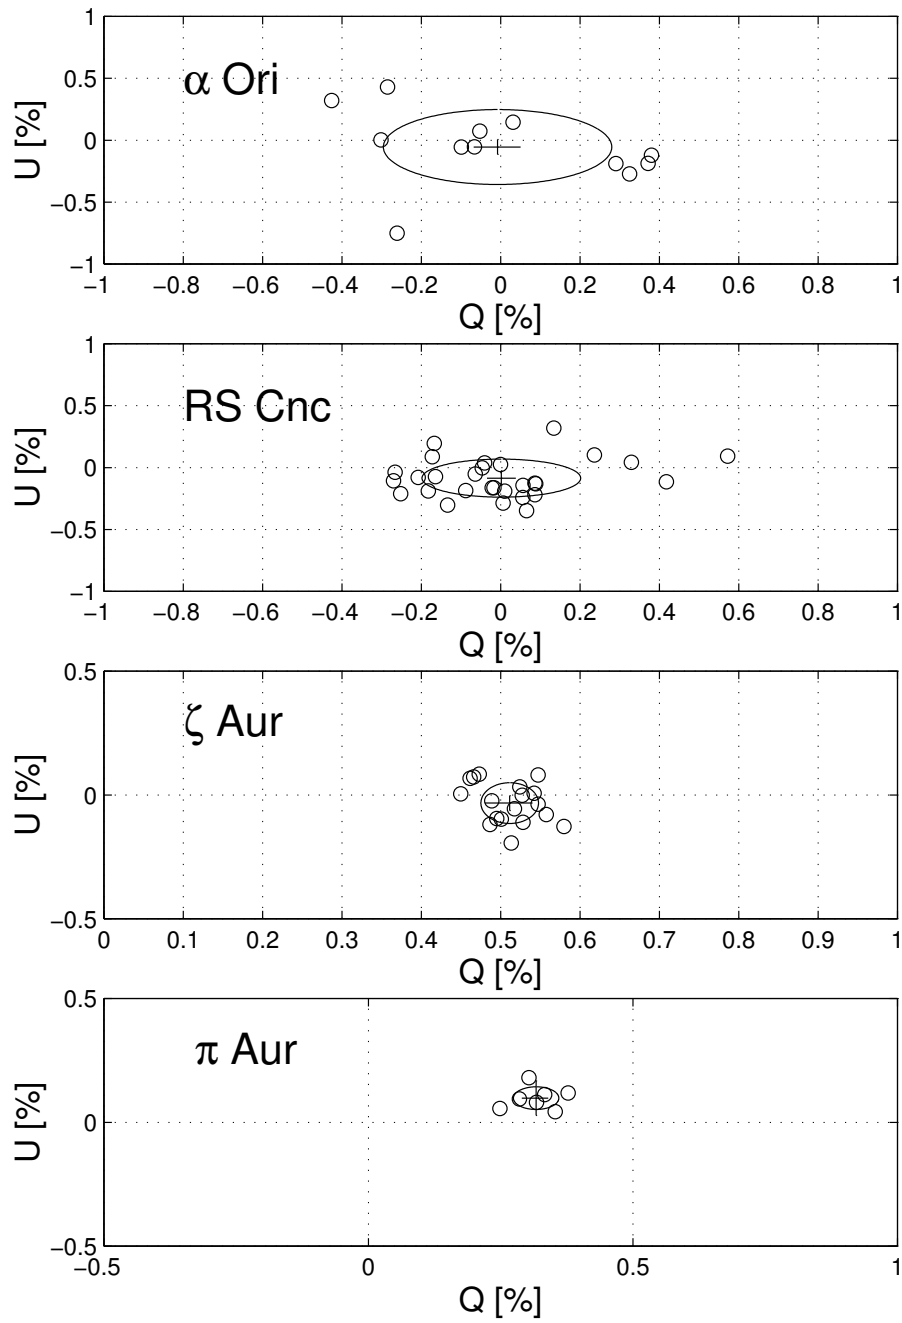 1
0.5
α Ori
U [%]
0
−0.5
−1
−1 −0.8 −0.6 −0.4 −0.2 0 0.2 0.4 0.6 0.8 1
Q [%]
1
0.5
RS Cnc
U [%]
0
−0.5
−1
−1 −0.8 −0.6 −0.4 −0.2 0 0.2 0.4 0.6 0.8 1
Q [%]
0.5
ζ Aur
U [%]
0
−0.5
0 0.1 0.2 0.3 0.4 0.5 0.6 0.7 0.8 0.9 1
Q [%]
0.5
π Aur
U [%]
0
−0.5
−0.5 0 0.5 1
Q [%]